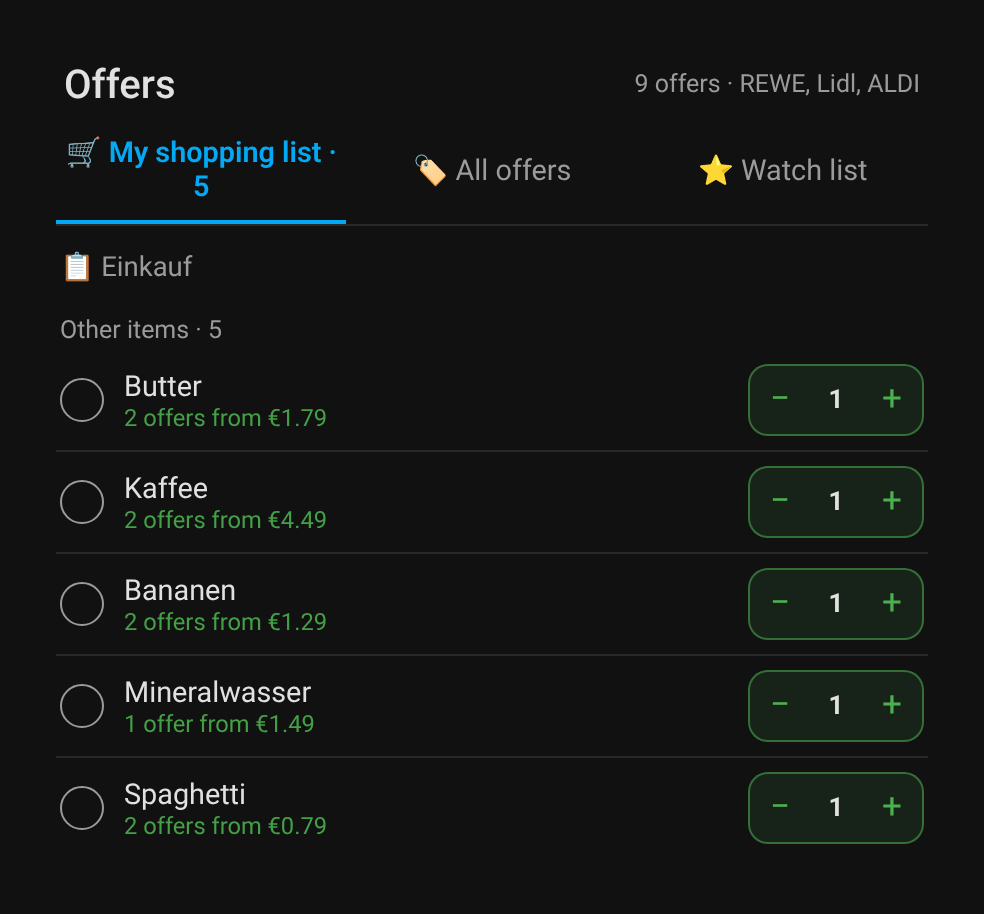 Offers
9 offers · REWE, Lidl, ALDI
🛒 My shopping list ·
5
🏷️ All offers
⭐ Watch list
📋 Einkauf
Other items · 5
Butter
2 offers from €1.79
− 1 +
Kaffee
2 offers from €4.49
− 1 +
Bananen
2 offers from €1.29
− 1 +
Mineralwasser
1 offer from €1.49
− 1 +
Spaghetti
2 offers from €0.79
− 1 +